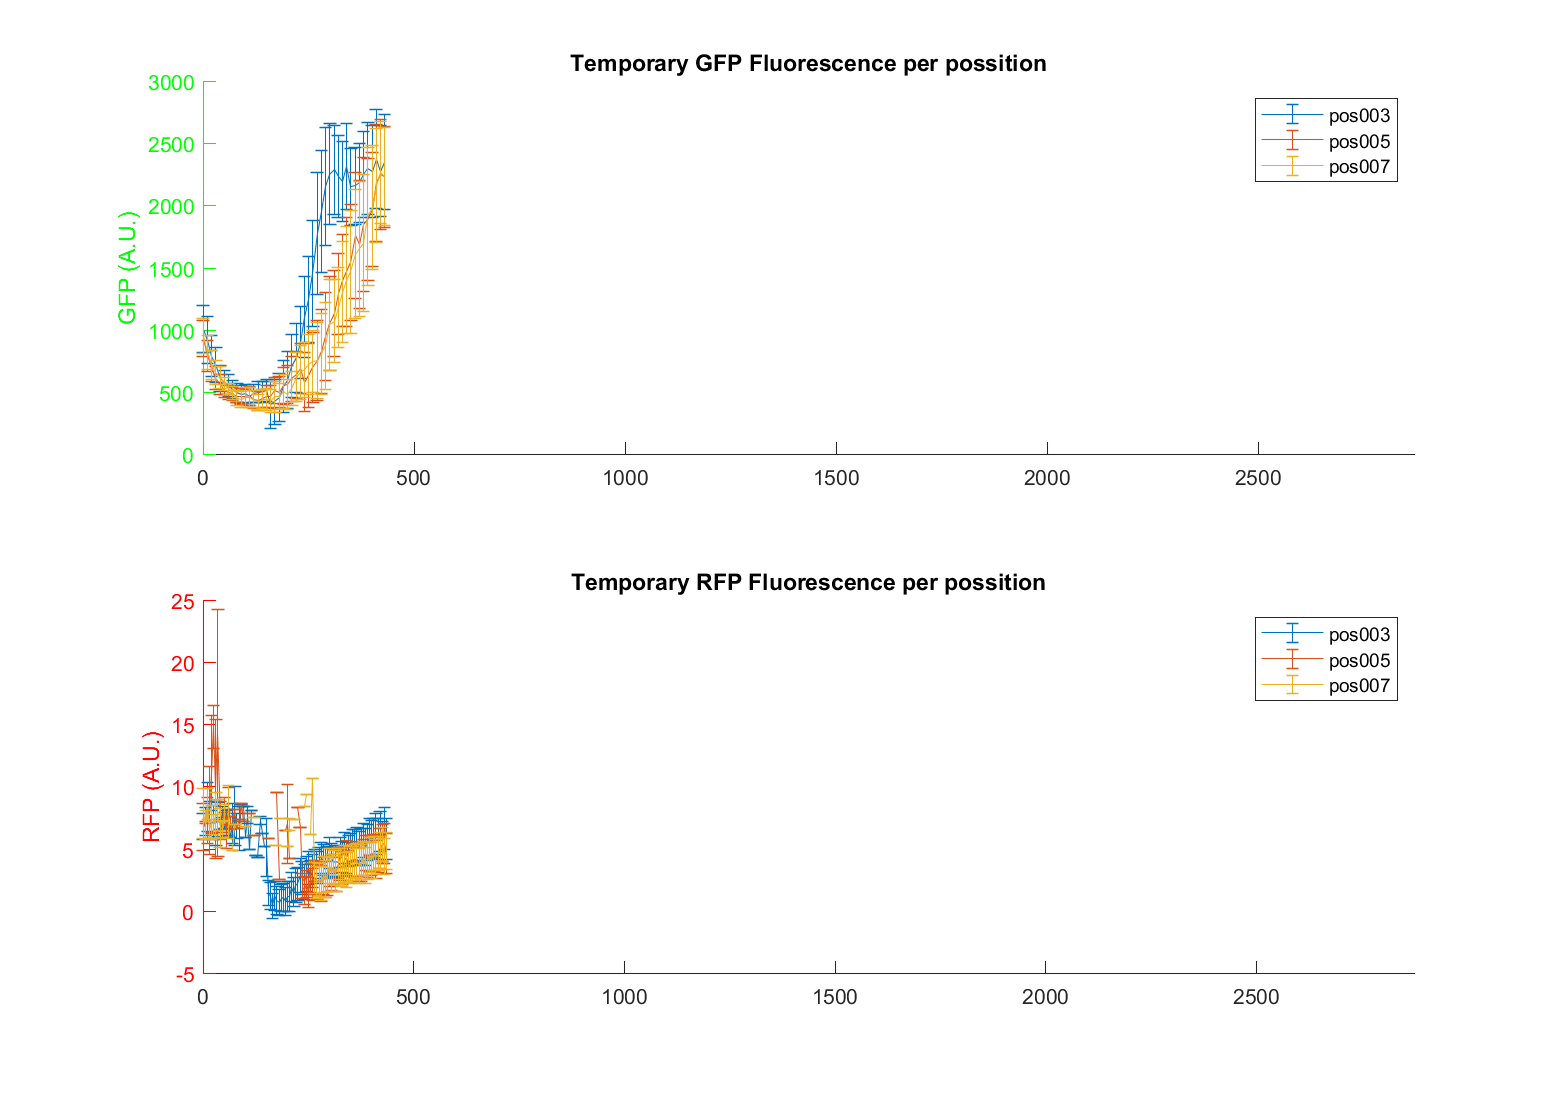 Temporary GFP Fluorescence per possition
3000
2500
2000
1500
1000
500
0
GFP (A.U.)
0 500 1000 1500 2000 2500
pos003
pos005
pos007
Temporary RFP Fluorescence per possition
25
20
15
10
5
0
-5
RFP (A.U.)
0 500 1000 1500 2000 2500
pos003
pos005
pos007